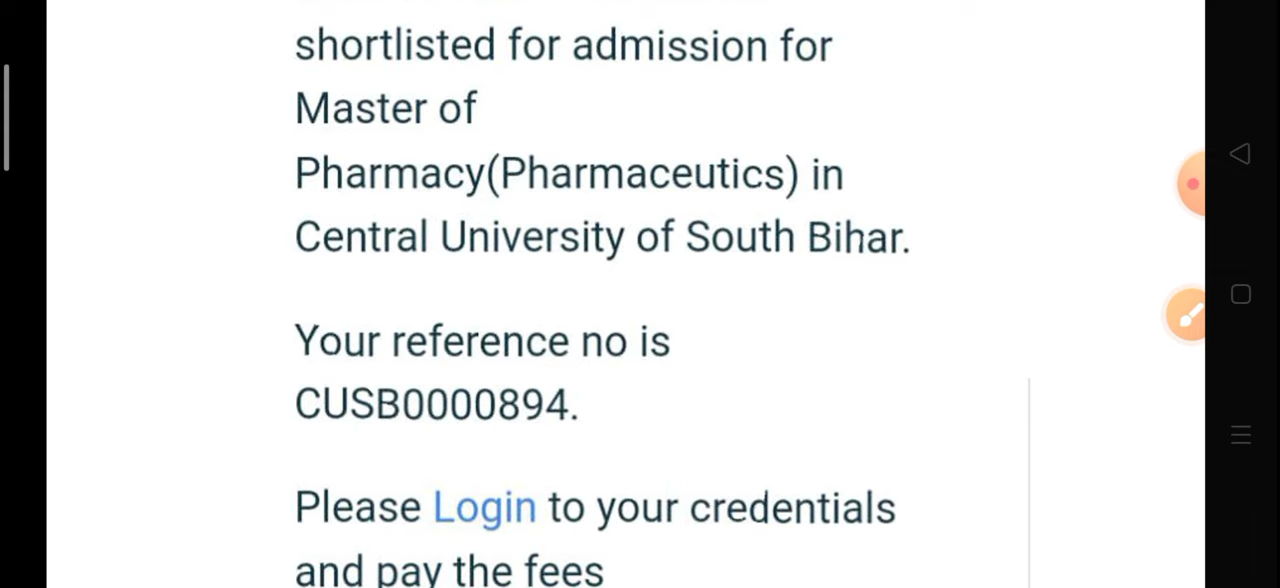 shortlisted for admission for
Master of
Pharmacy(Pharmaceutics) in
Central University of South Bihar.
Your reference no is
CUSB0000894.
Please Login to your credentials
and pay the fees